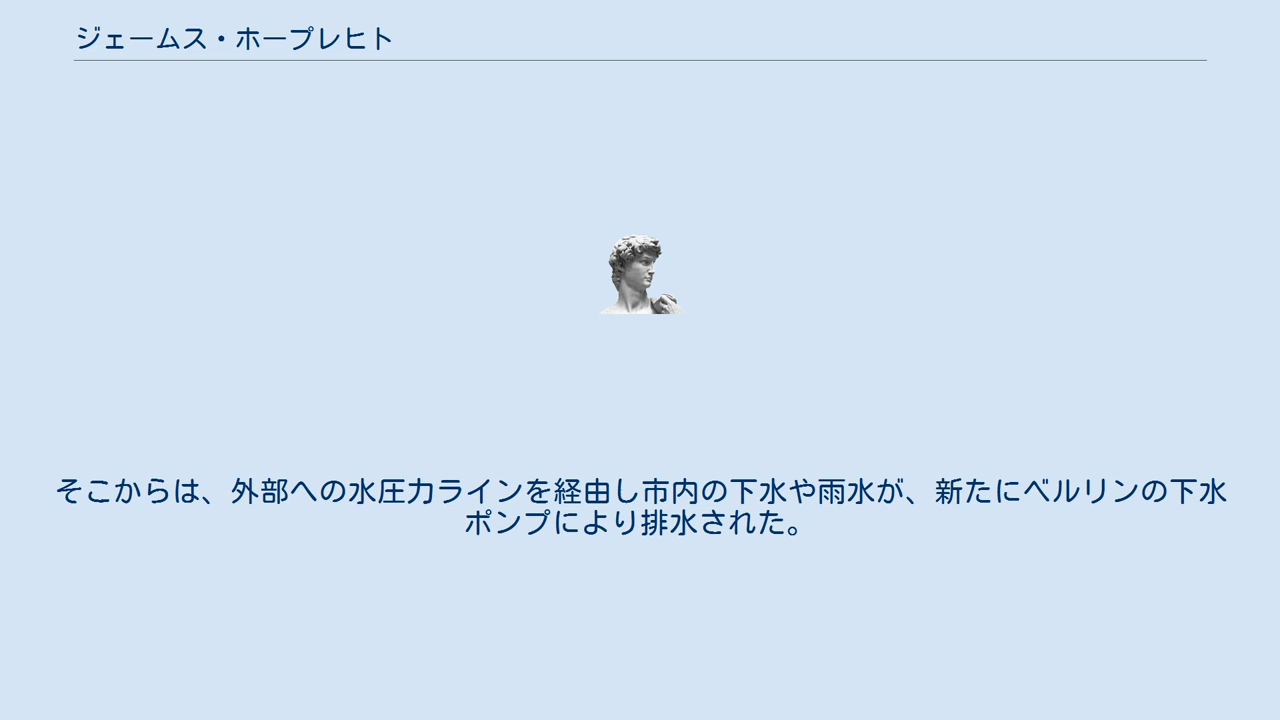 ジェームス・ホープレヒト
そこからは、外部への水圧力ラインを経由し市内の下水や雨水が、新たにベルリンの下水
ポンプにより排水された。